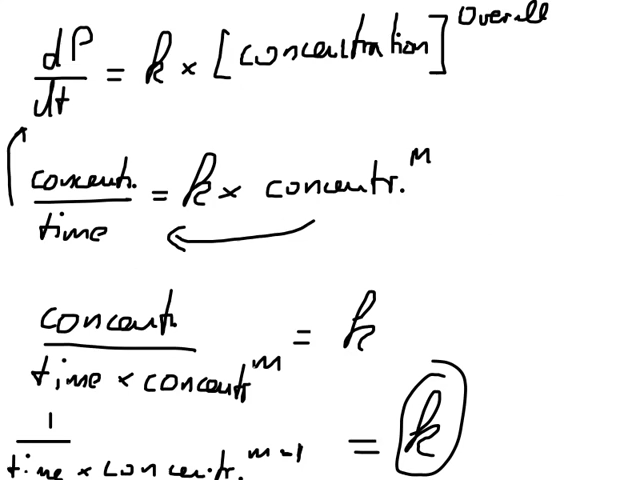 dP/dt = k × [concentration]^Overall
concentr./time = k × concentr.^m
concentr/time × concentr^m = k
1/time × concentr.^m-1 = k